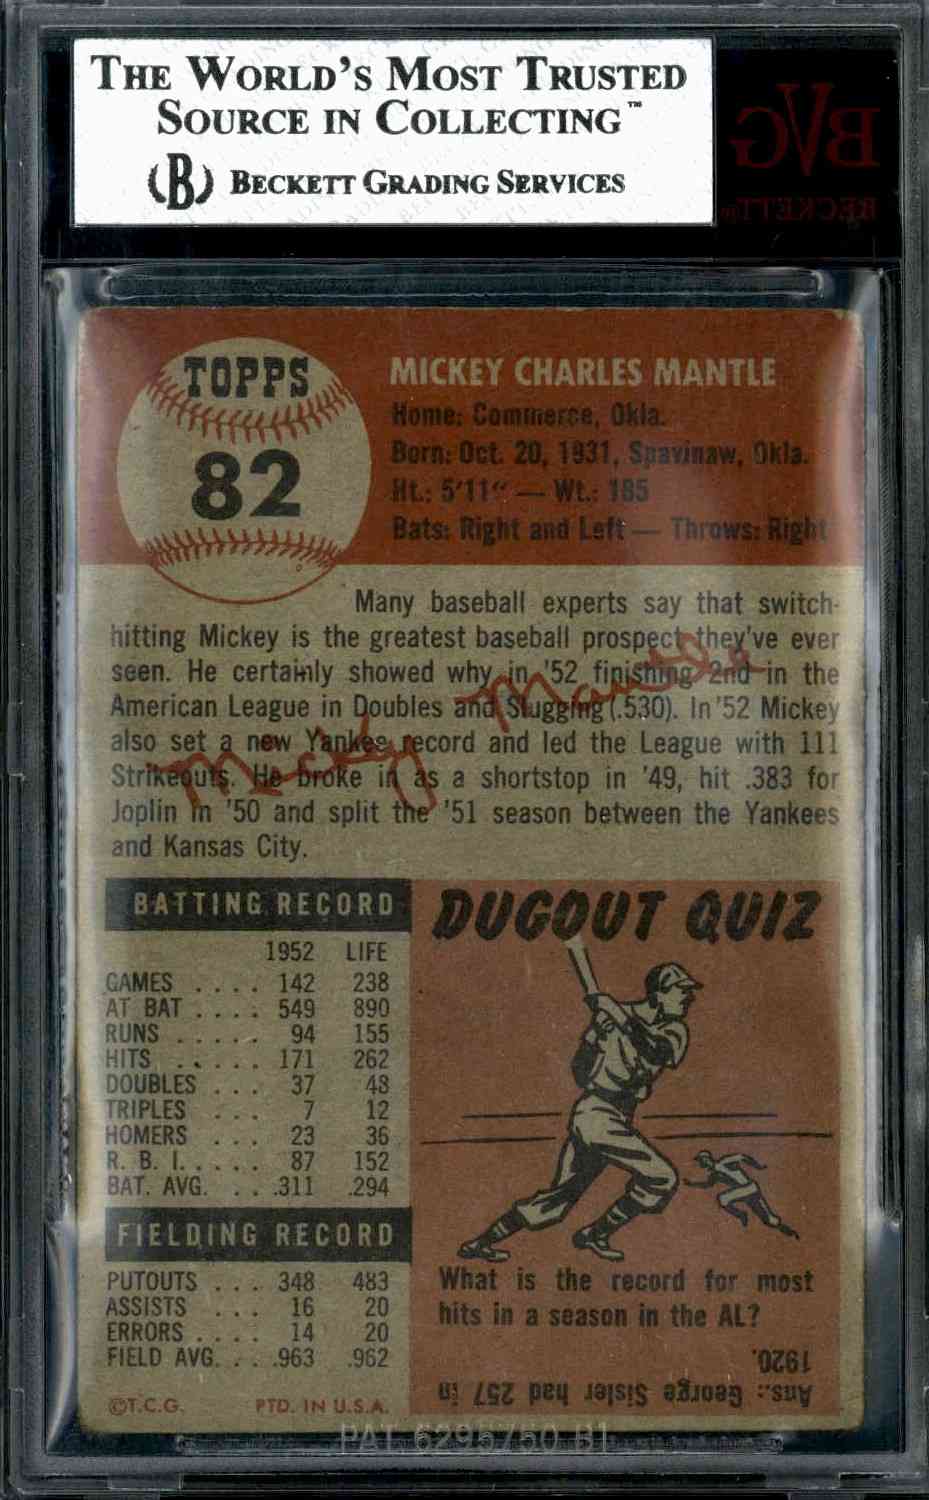 THE WORLD'S MOST TRUSTED
SOURCE IN COLLECTING™
(B) BECKETT GRADING SERVICES
BVG
BECKETT
TOPPS
82
MICKEY CHARLES MANTLE
Home: Commerce, Okla.
Born: Oct. 20, 1931, Spavinaw, Okla.
Ht.: 5'11" — Wt.: 185
Bats: Right and Left — Throws: Right
Many baseball experts say that switch-
hitting Mickey is the greatest baseball prospect they've ever
seen. He certainly showed why in '52 finishing 2nd in the
American League in Doubles and Slugging (.530). In '52 Mickey
also set a new Yankee record and led the League with 111
Strikeouts. He broke in as a shortstop in '49, hit .383 for
Joplin in '50 and split the '51 season between the Yankees
and Kansas City.
Mickey Mantle
BATTING RECORD
1952 LIFE
GAMES .... 142 238
AT BAT .... 549 890
RUNS ..... 94 155
HITS ...... 171 262
DOUBLES ... 37 48
TRIPLES ... 7 12
HOMERS ... 23 36
R. B. I. .... 87 152
BAT. AVG. .. .311 .294
FIELDING RECORD
PUTOUTS ... 348 483
ASSISTS ... 16 20
ERRORS .... 14 20
FIELD AVG. .. .963 .962
©T.C.G. PTD. IN U.S.A.
DUGOUT QUIZ
What is the record for most
hits in a season in the AL?
Ans.: George Sisler had 257 in
1920.
PAT 6295750 B1